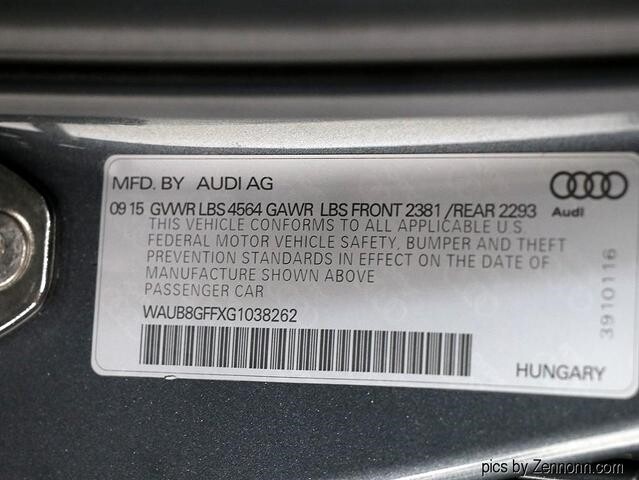 MFD. BY AUDI AG
09 15 GVWR LBS 4564 GAWR LBS FRONT 2381 /REAR 2293
Audi
THIS VEHICLE CONFORMS TO ALL APPLICABLE U.S.
FEDERAL MOTOR VEHICLE SAFETY, BUMPER AND THEFT
PREVENTION STANDARDS IN EFFECT ON THE DATE OF
MANUFACTURE SHOWN ABOVE
PASSENGER CAR
WAUB8GFFXG1038262
3910116
HUNGARY
pics by Zennonn.com